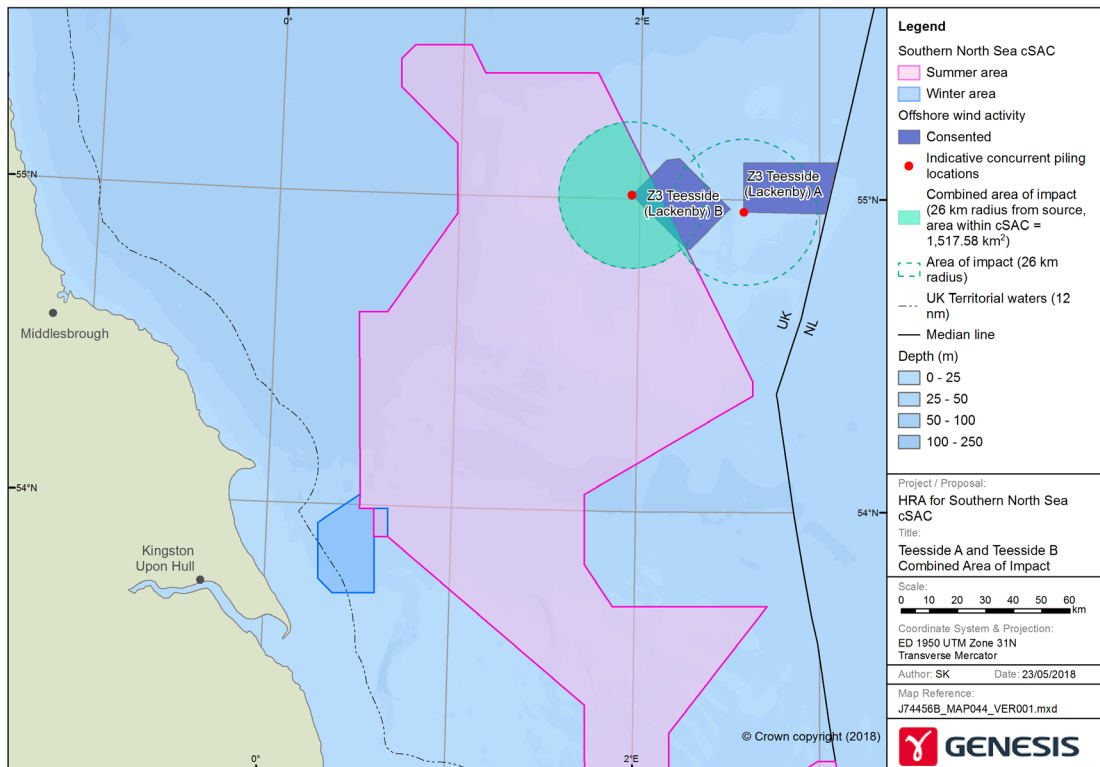 0°
2°E
55°N
55°N
Z3 Teesside
(Lackenby) A
Z3 Teesside
(Lackenby) B
Middlesbrough
UK
NL
54°N
54°N
Kingston
Upon Hull
© Crown copyright (2018)
0°
2°E
Legend
Southern North Sea cSAC
Summer area
Winter area
Offshore wind activity
Consented
Indicative concurrent piling
locations
Combined area of impact
(26 km radius from source,
area within cSAC =
1,517.58 km²)
Area of impact (26 km
radius)
UK Territorial waters (12
nm)
Median line
Depth (m)
0 - 25
25 - 50
50 - 100
100 - 250
Project / Proposal:
HRA for Southern North Sea
cSAC
Title:
Teesside A and Teesside B
Combined Area of Impact
Scale:
0 10 20 30 40 50 60
km
Coordinate System & Projection:
ED 1950 UTM Zone 31N
Transverse Mercator
Author: SK Date: 23/05/2018
Map Reference:
J74456B_MAP044_VER001.mxd
GENESIS